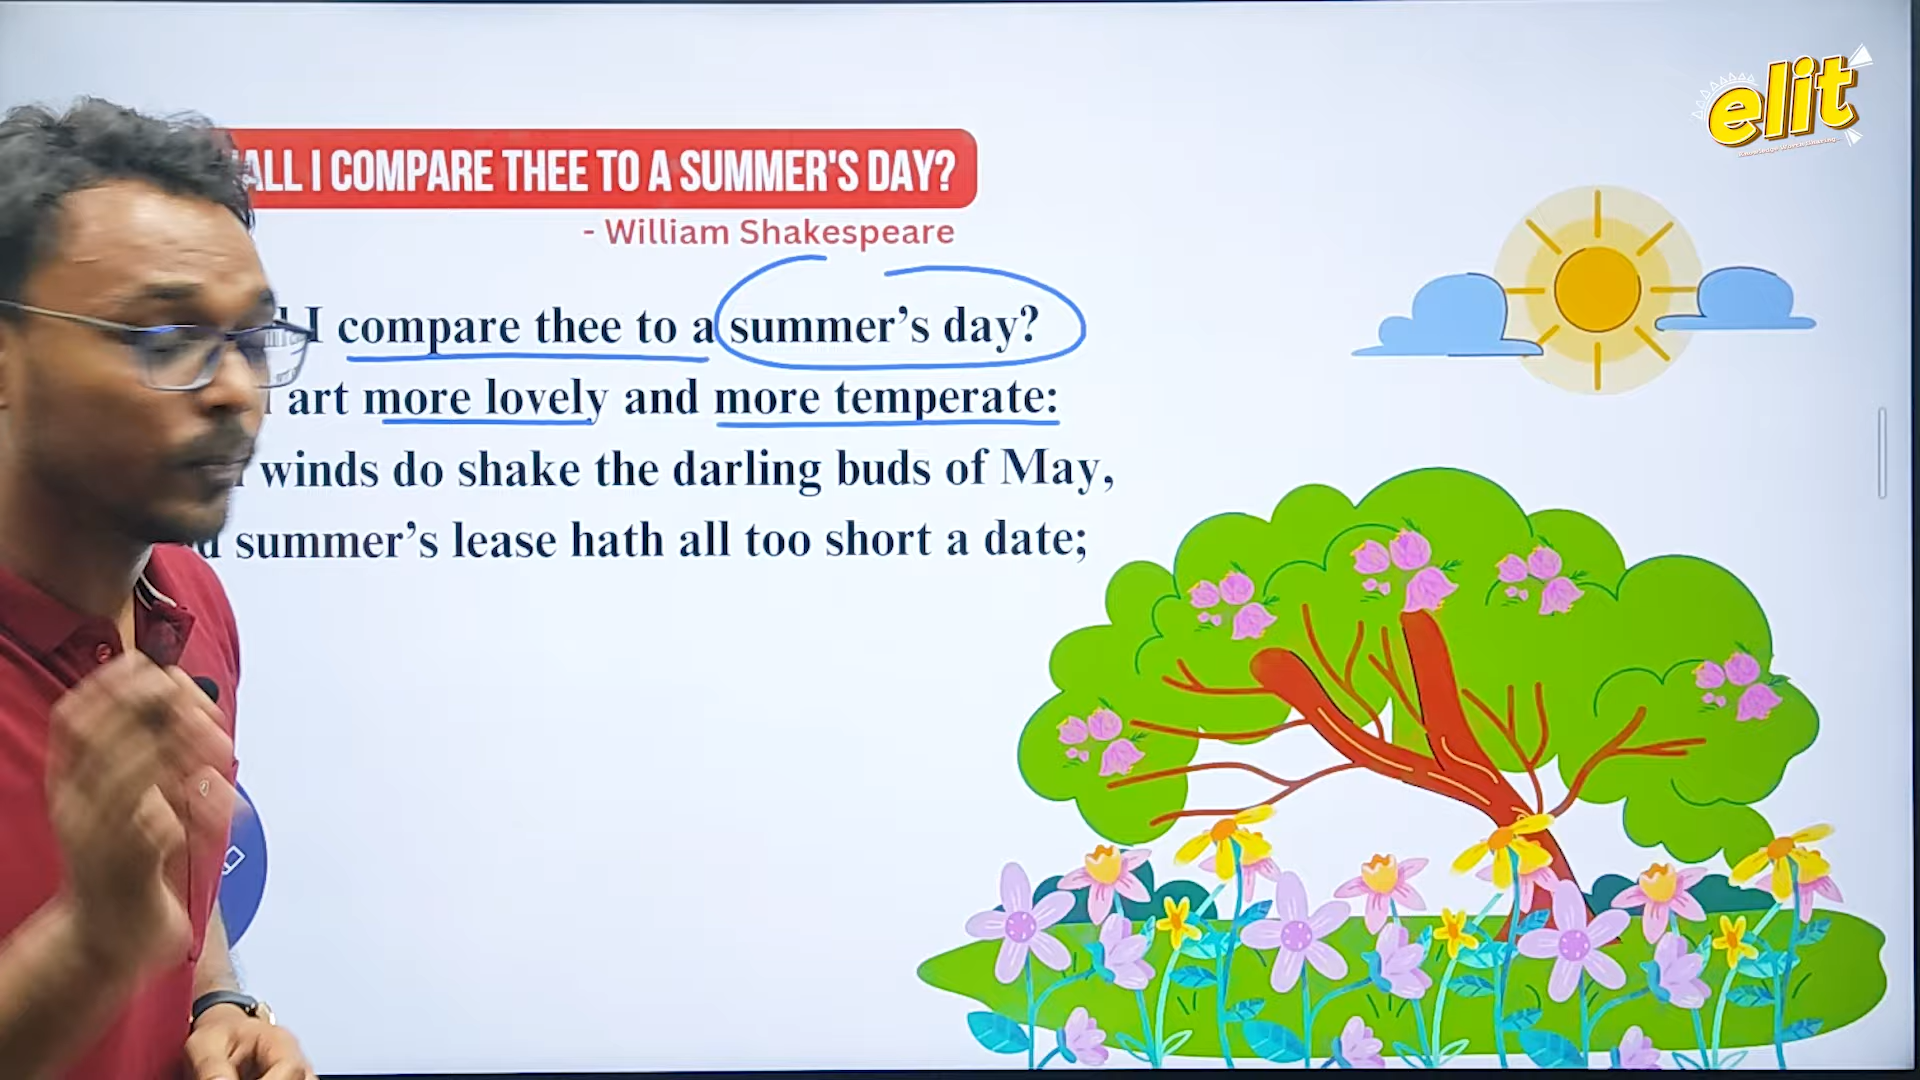 elit
ALL I COMPARE THEE TO A SUMMER'S DAY?
- William Shakespeare
I compare thee to a summer’s day?
art more lovely and more temperate:
winds do shake the darling buds of May,
summer’s lease hath all too short a date;